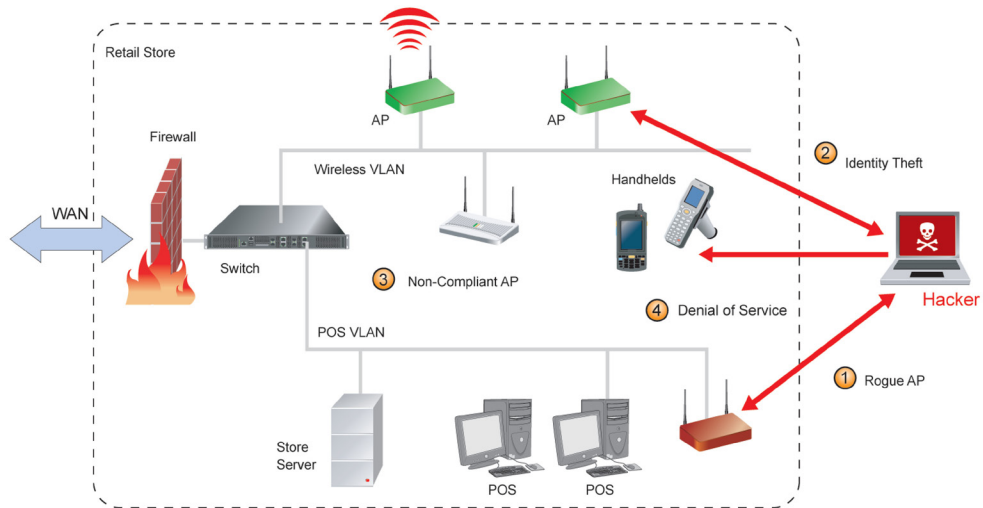 Retail Store
AP
AP
Firewall
Wireless VLAN
2 Identity Theft
Handhelds
WAN
Switch
3 Non-Compliant AP
Hacker
4 Denial of Service
POS VLAN
1 Rogue AP
Store
Server
POS
POS